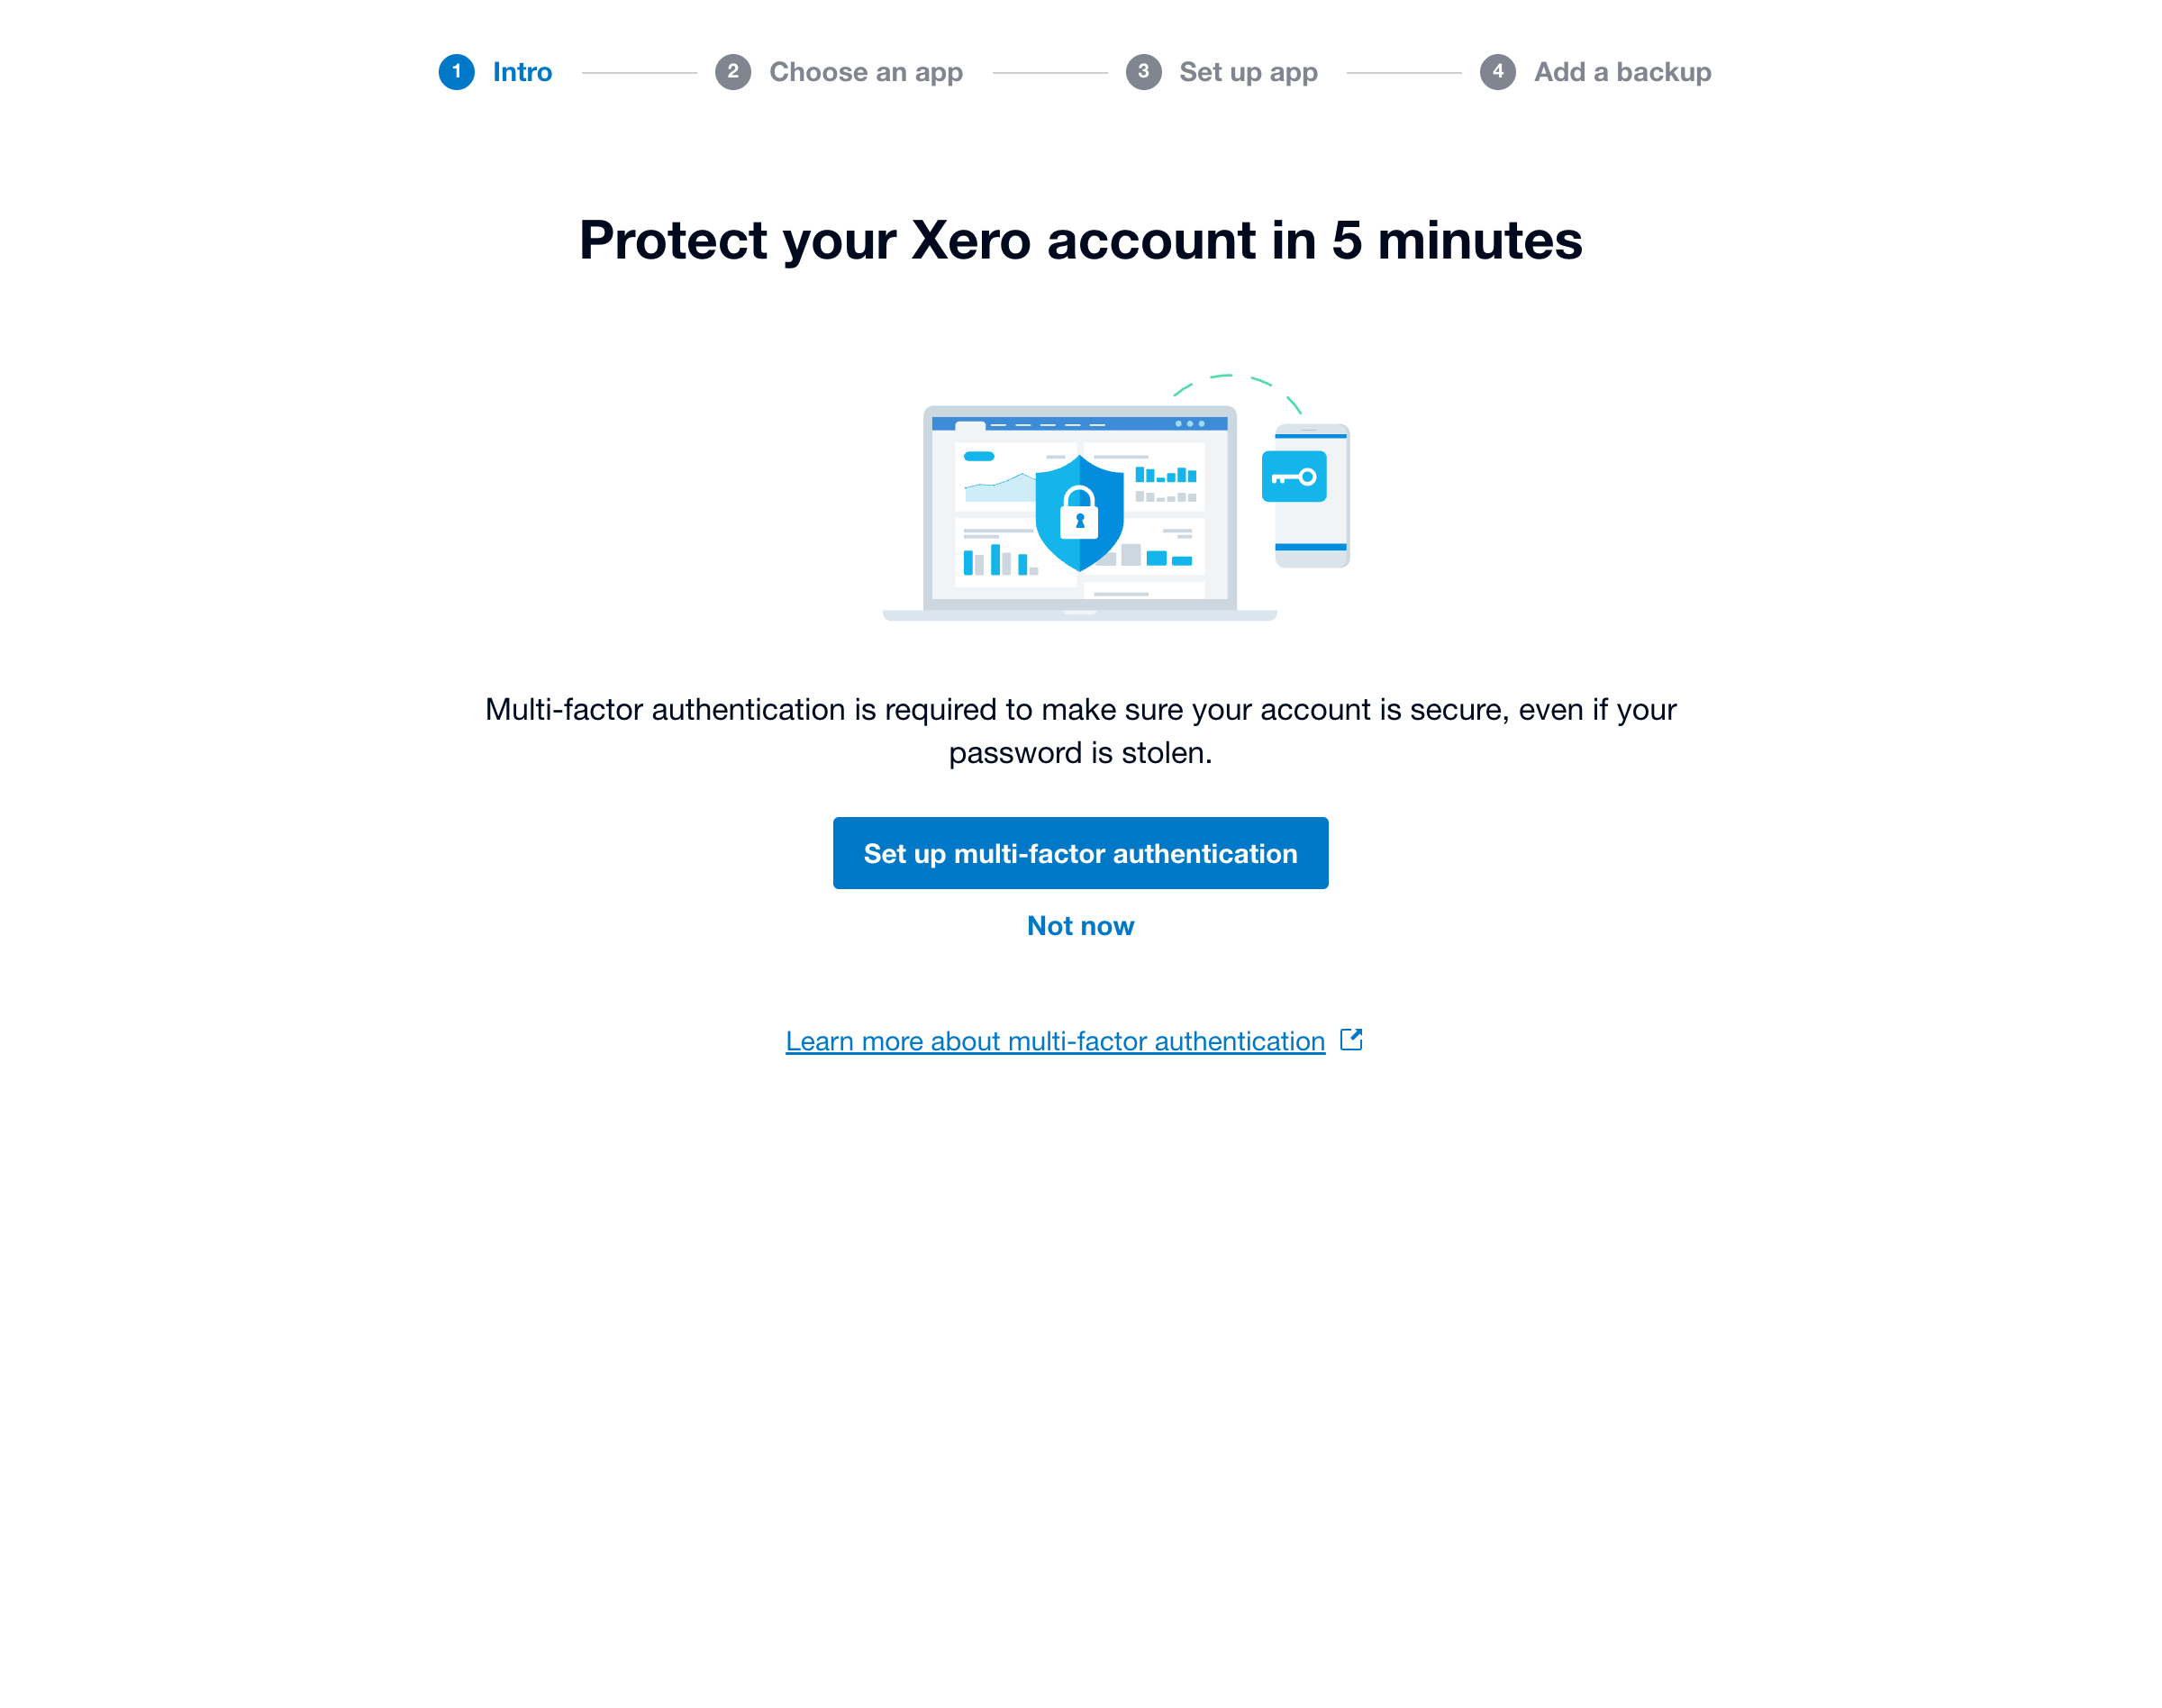 1 Intro 2 Choose an app 3 Set up app 4 Add a backup
Protect your Xero account in 5 minutes
Multi-factor authentication is required to make sure your account is secure, even if your
password is stolen.
Set up multi-factor authentication
Not now
Learn more about multi-factor authentication